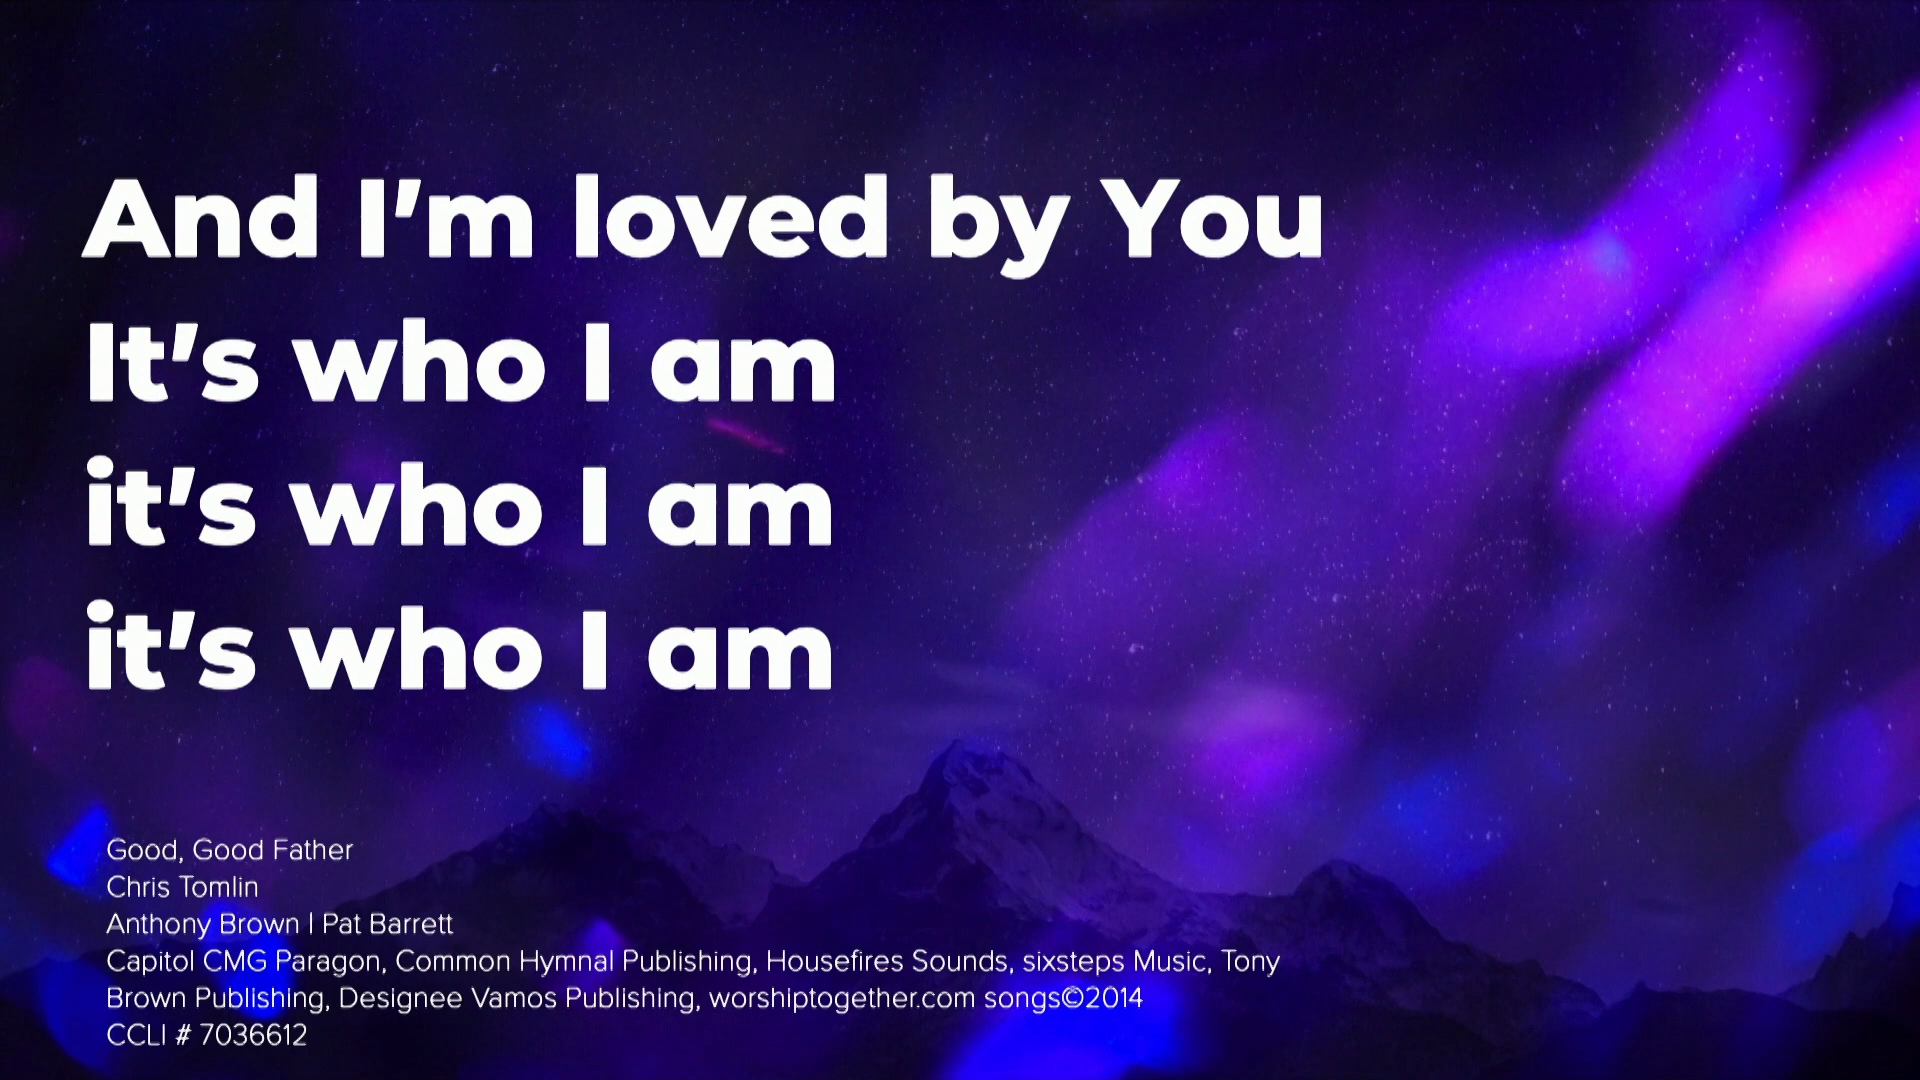 And I'm loved by You
It's who I am
it's who I am
it's who I am
Good, Good Father
Chris Tomlin
Anthony Brown | Pat Barrett
Capitol CMG Paragon, Common Hymnal Publishing, Housefires Sounds, sixsteps Music, Tony
Brown Publishing, Designee Vamos Publishing, worshiptogether.com songs©2014
CCLI # 7036612